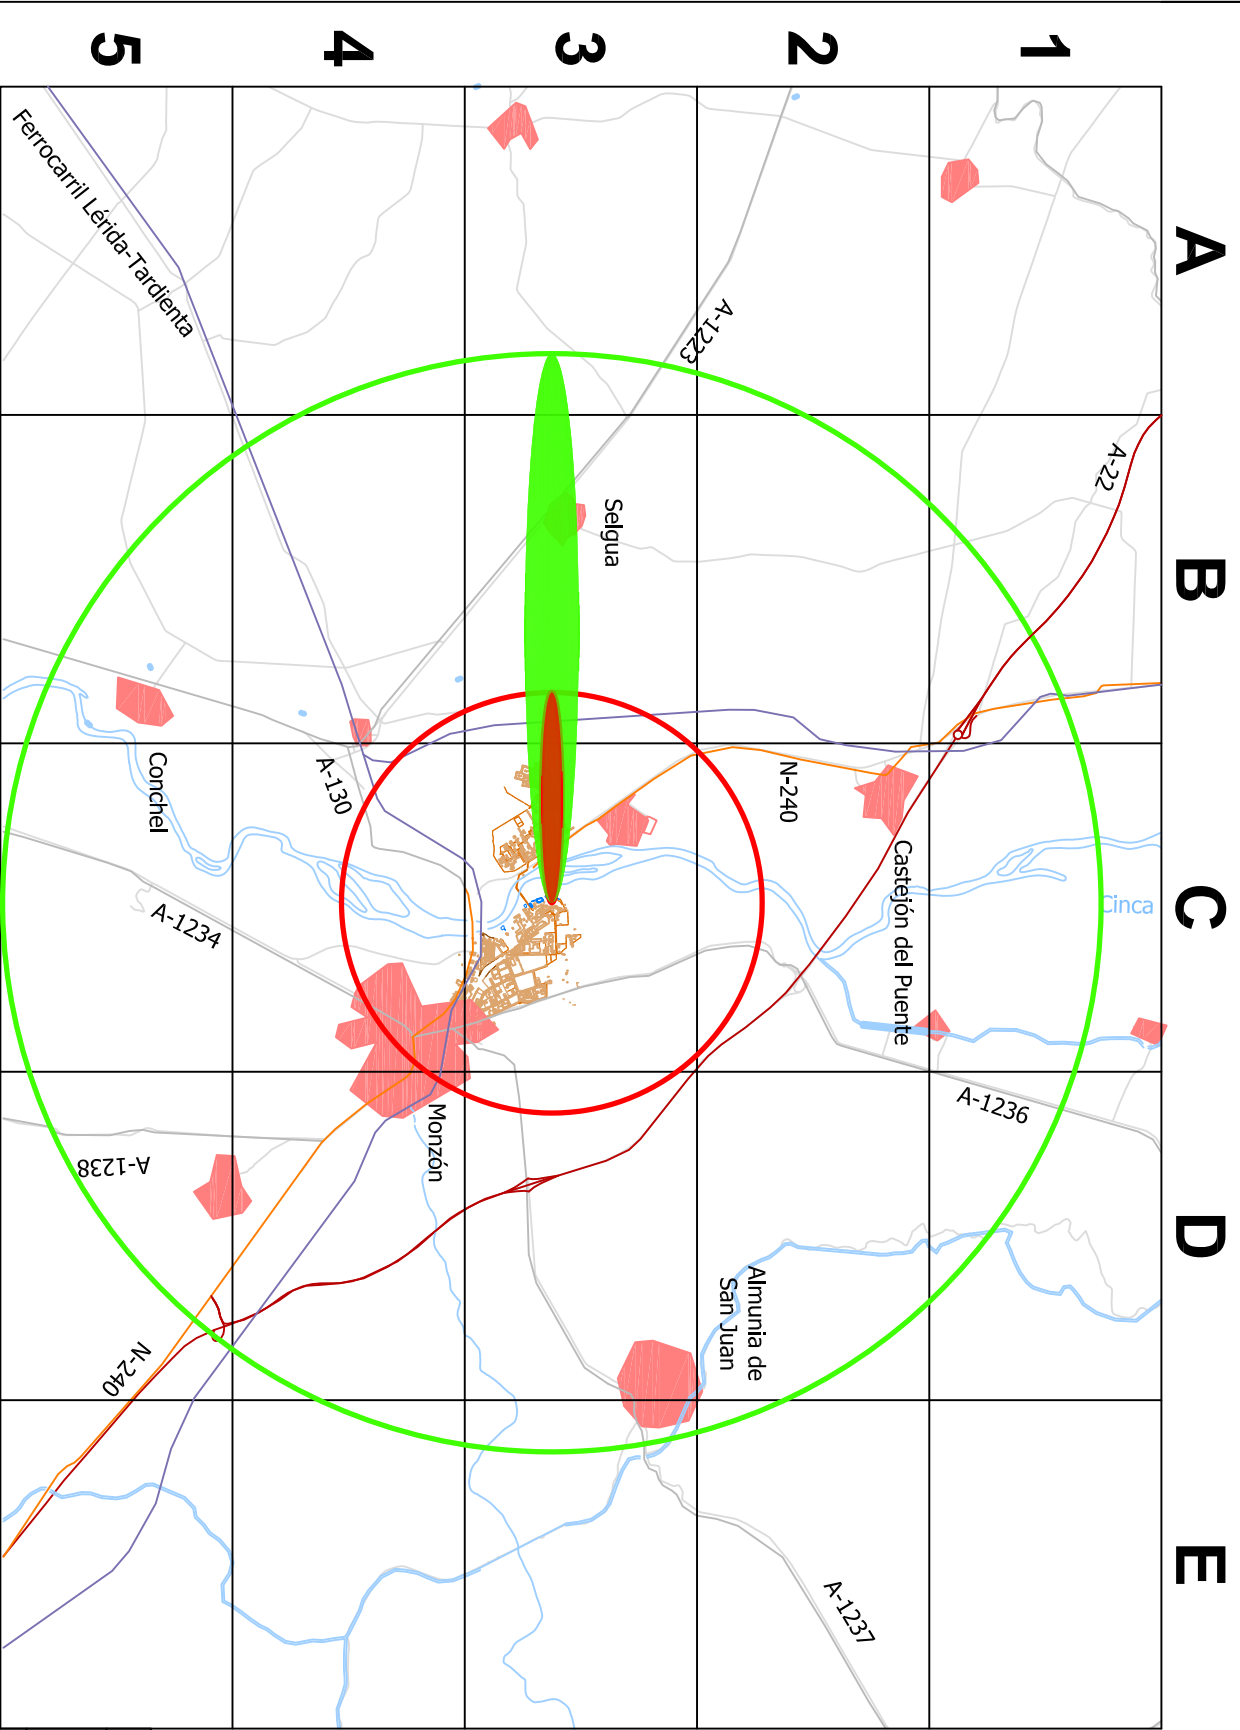 A
B
C
D
E
1
2
3
4
5
A-22
A-1223
Selgua
Ferrocarril Lérida-Tardienta
N-240
Cinca
Castejón del Puente
A-130
Conchel
A-1234
A-1236
Monzón
A-1238
Almunia de
San Juan
N-240
A-1237